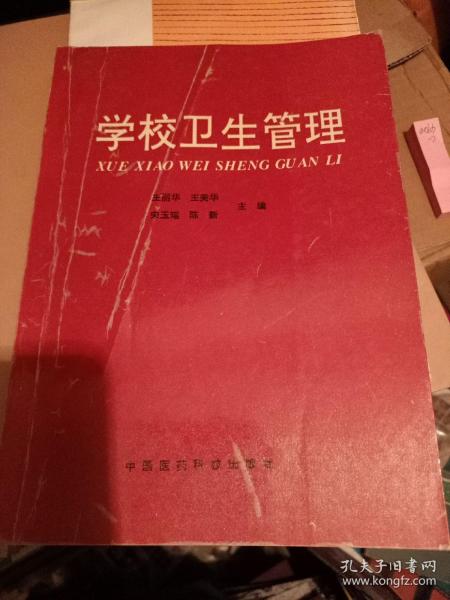 学校卫生管理
XUE XIAO WEI SHENG GUAN LI
王丽华 王美华
宋玉瑶 陈新 主编
中国医药科技出版社
孔夫子旧书网
www.kongfz.com